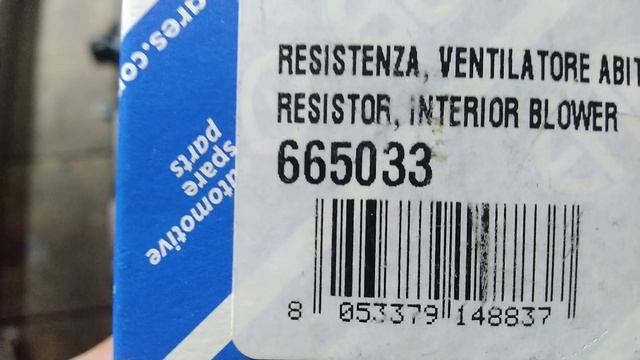 RESISTENZA, VENTILATORE ABIT
RESISTOR, INTERIOR BLOWER
665033
8 053379 148837
ares.co
automotive
spare
parts